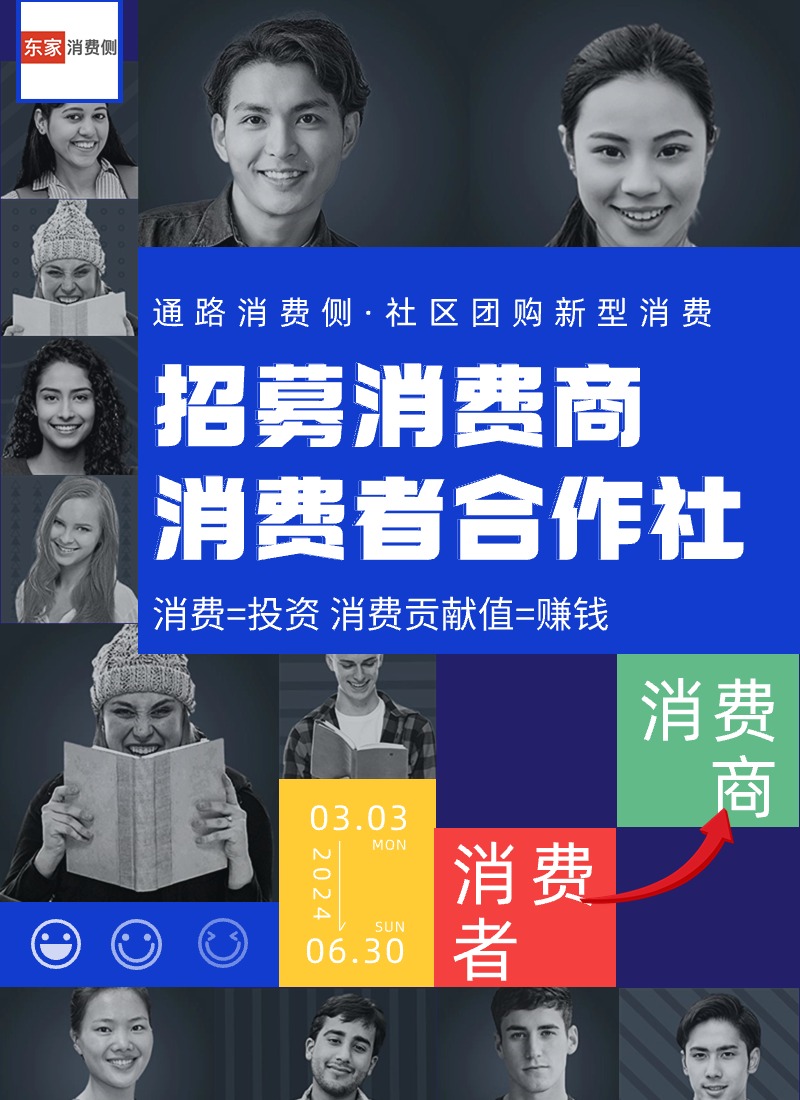 东家 消费侧
通路消费侧·社区团购新型消费
招募消费商
消费者合作社
消费=投资 消费贡献值=赚钱
消费
商
03.03
MON
2024
SUN
06.30
消费
者